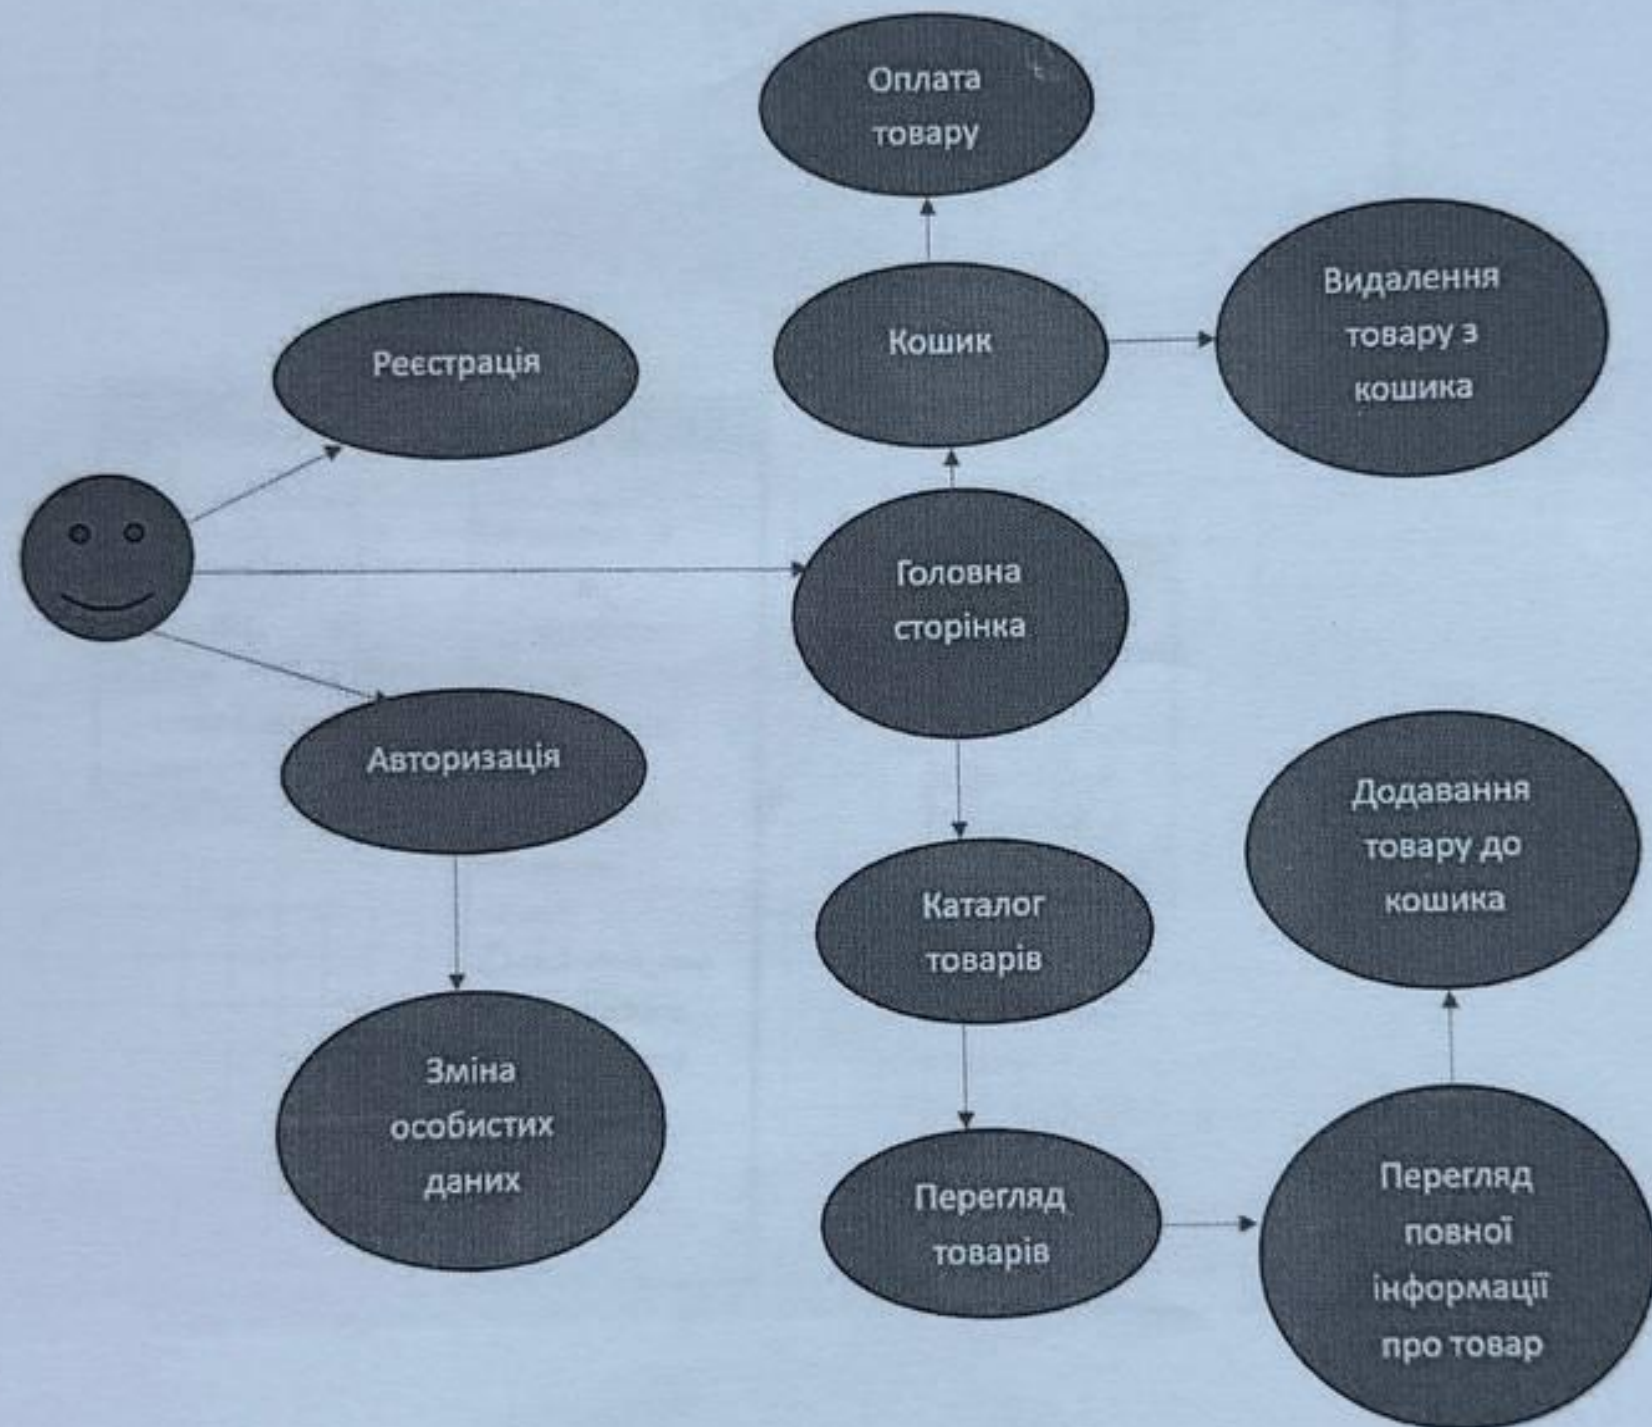 Оплата
товару
Кошик
Видалення
товару з
кошика
Реєстрація
Головна
сторінка
Авторизація
Зміна
особистих
даних
Каталог
товарів
Перегляд
товарів
Додавання
товару до
кошика
Перегляд
повної
інформації
про товар